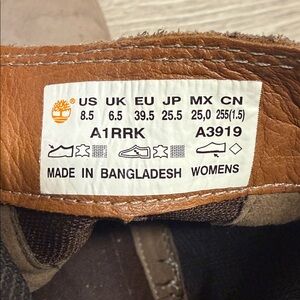 US UK EU JP MX CN
8.5 6.5 39.5 25.5 25,0 255(1.5)
A1RRK A3919
MADE IN BANGLADESH WOMENS